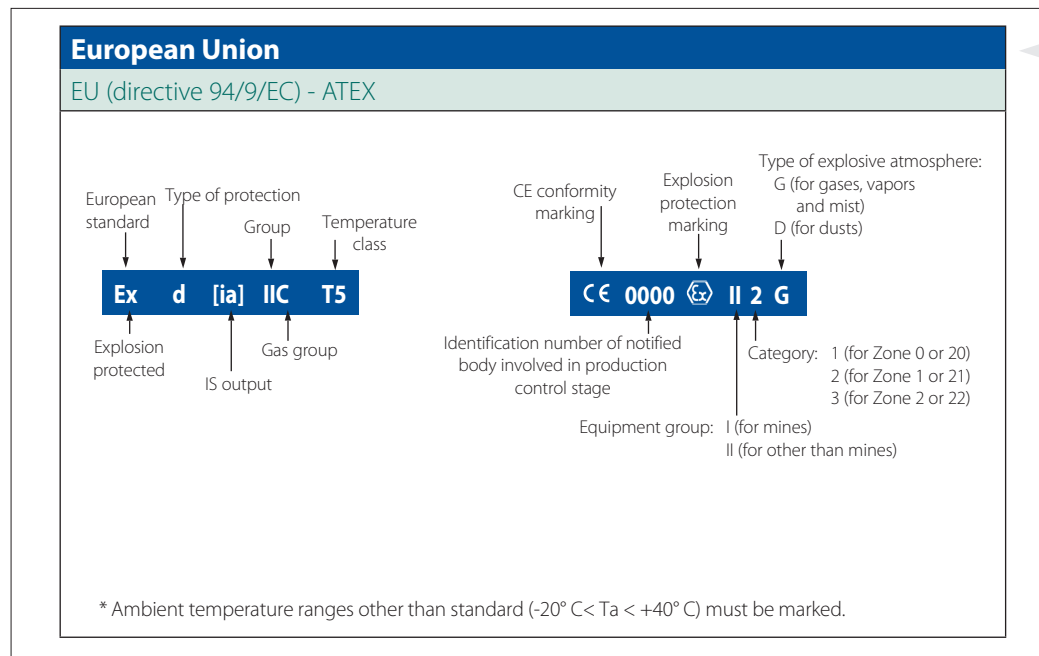 European Union
EU (directive 94/9/EC) - ATEX
European
standard
Type of protection
Group
Temperature
class
Ex d [ia] IIC T5
Explosion
protected
IS output
Gas group
CE conformity
marking
Explosion
protection
marking
Type of explosive atmosphere:
G (for gases, vapors
and mist)
D (for dusts)
CE 0000 Ex II 2 G
Identification number of notified
body involved in production
control stage
Category: 1 (for Zone 0 or 20)
2 (for Zone 1 or 21)
3 (for Zone 2 or 22)
Equipment group: I (for mines)
II (for other than mines)
* Ambient temperature ranges other than standard (-20° C< Ta < +40° C) must be marked.